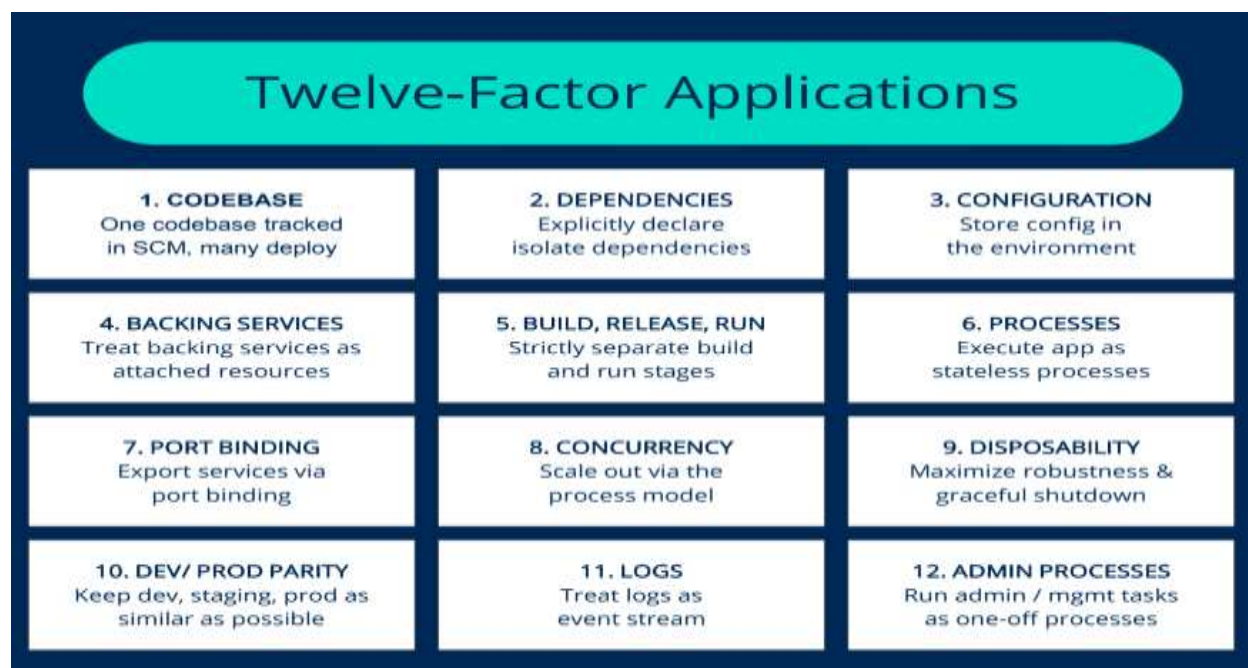 Twelve-Factor Applications
1. CODEBASE
One codebase tracked
in SCM, many deploy
2. DEPENDENCIES
Explicitly declare
isolate dependencies
3. CONFIGURATION
Store config in
the environment
4. BACKING SERVICES
Treat backing services as
attached resources
5. BUILD, RELEASE, RUN
Strictly separate build
and run stages
6. PROCESSES
Execute app as
stateless processes
7. PORT BINDING
Export services via
port binding
8. CONCURRENCY
Scale out via the
process model
9. DISPOSABILITY
Maximize robustness &
graceful shutdown
10. DEV/ PROD PARITY
Keep dev, staging, prod as
similar as possible
11. LOGS
Treat logs as
event stream
12. ADMIN PROCESSES
Run admin / mgmt tasks
as one-off processes